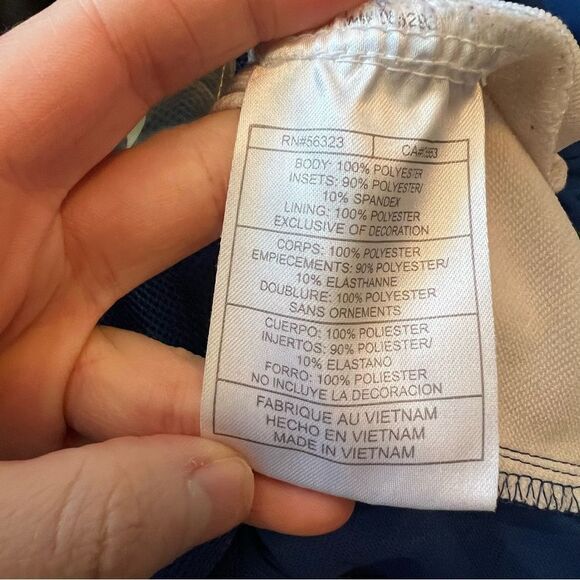 RN#56323 CA#
BODY: 100% POLYESTER
INSETS: 90% POLYESTER/
10% SPANDEX
LINING: 100% POLYESTER
EXCLUSIVE OF DECORATION
CORPS: 100% POLYESTER
EMPIECEMENTS: 90% POLYESTER/
10% ELASTHANNE
DOUBLURE: 100% POLYESTER
SANS ORNEMENTS
CUERPO: 100% POLIESTER
INJERTOS: 90% POLIESTER/
10% ELASTANO
FORRO: 100% POLIESTER
NO INCLUYE LA DECORACION
FABRIQUE AU VIETNAM
HECHO EN VIETNAM
MADE IN VIETNAM